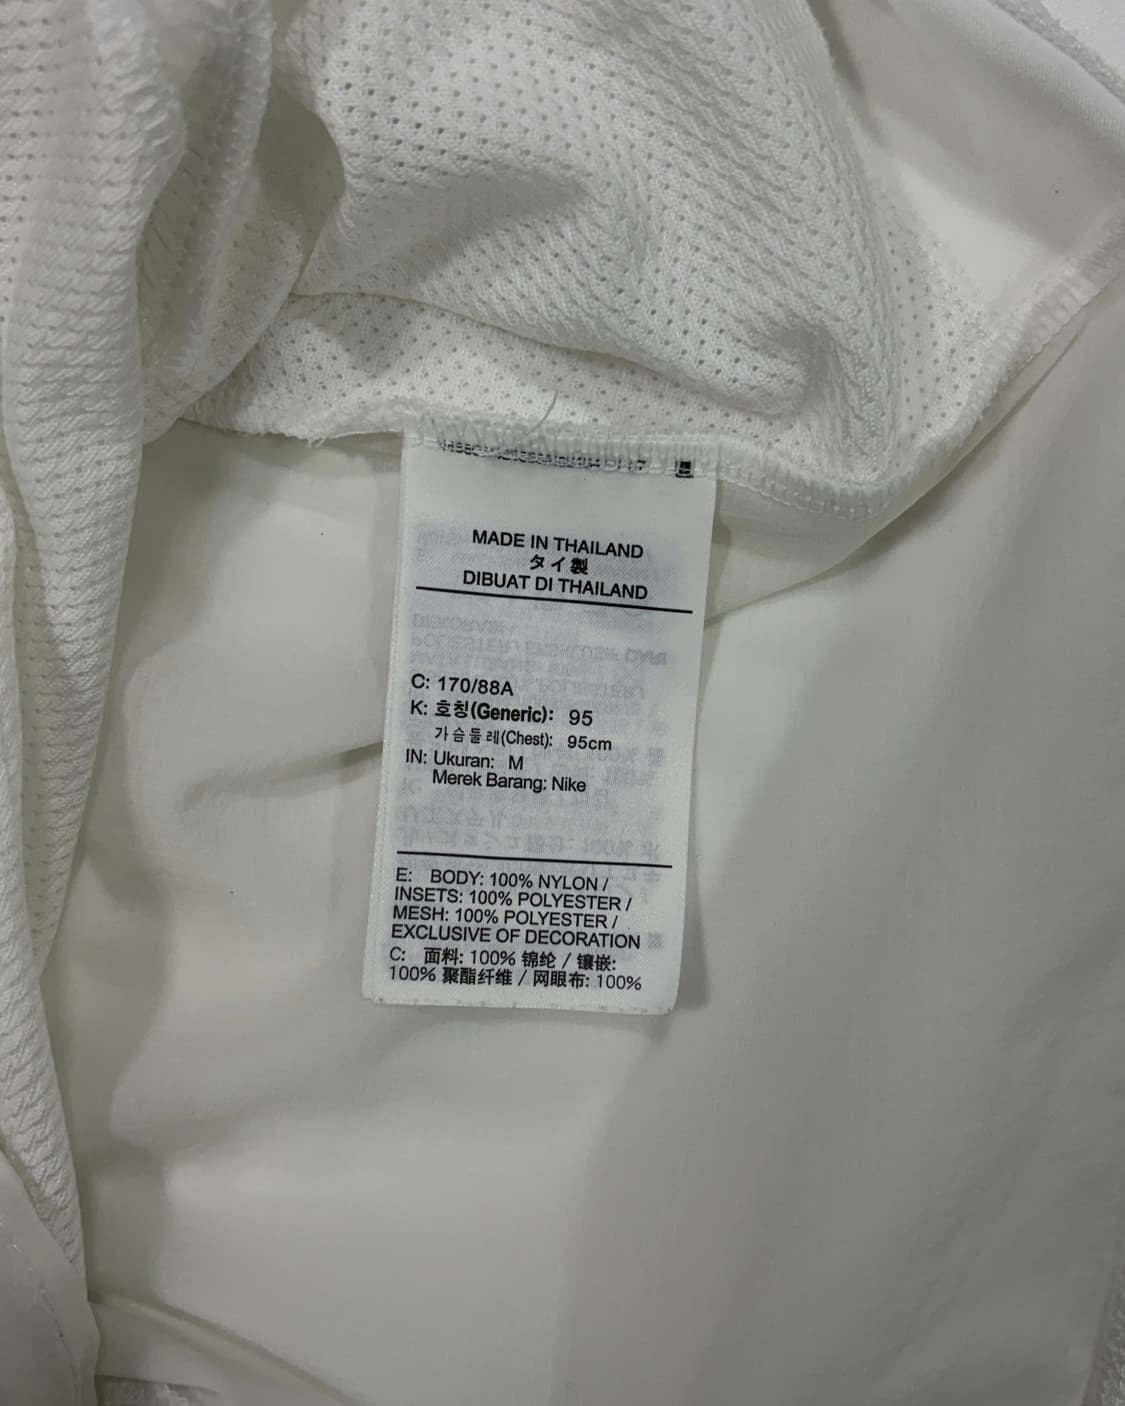 MADE IN THAILAND
タイ製
DIBUAT DI THAILAND
C: 170/88A
K: 호칭(Generic): 95
가슴둘레(Chest): 95cm
IN: Ukuran: M
Merek Barang: Nike
E: BODY: 100% NYLON /
INSETS: 100% POLYESTER /
MESH: 100% POLYESTER /
EXCLUSIVE OF DECORATION
C: 面料: 100% 锦纶 / 镶嵌:
100% 聚酯纤维 / 网眼布: 100%